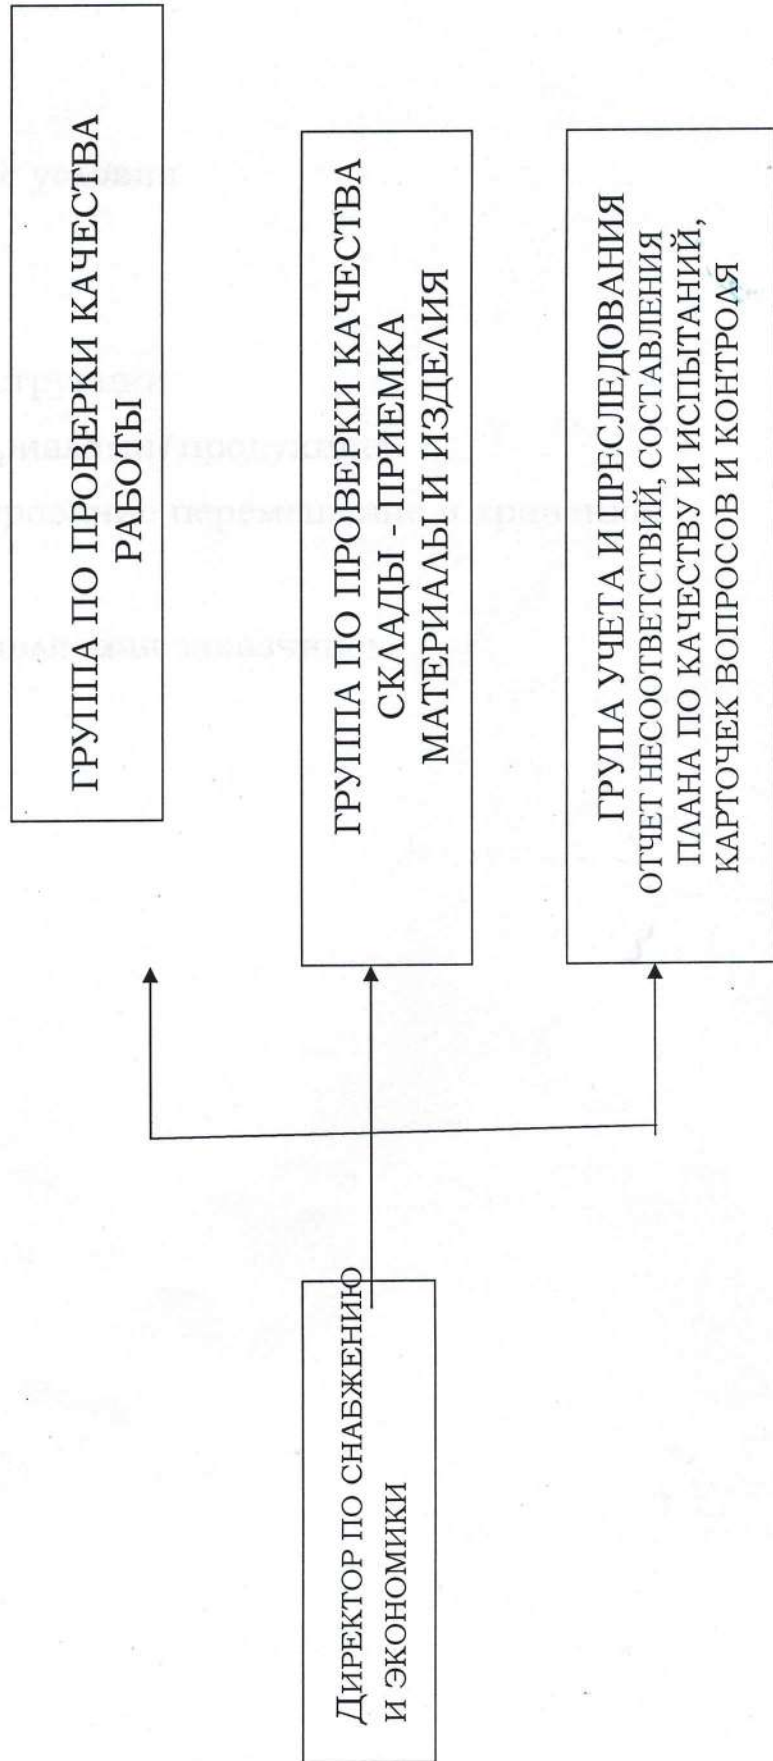 ГРУППА ПО ПРОВЕРКИ КАЧЕСТВА
РАБОТЫ
ГРУППА ПО ПРОВЕРКИ КАЧЕСТВА
СКЛАДЫ - ПРИЕМКА
МАТЕРИАЛЫ И ИЗДЕЛИЯ
ГРУПА УЧЕТА И ПРЕСЛЕДОВАНИЯ
ОТЧЕТ НЕСООТВЕТСТВИЙ, СОСТАВЛЕНИЯ
ПЛАНА ПО КАЧЕСТВУ И ИСПЫТАНИЙ,
КАРТОЧЕК ВОПРОСОВ И КОНТРОЛЯ
ДИРЕКТОР ПО СНАБЖЕНИЮ
И ЭКОНОМИКИ